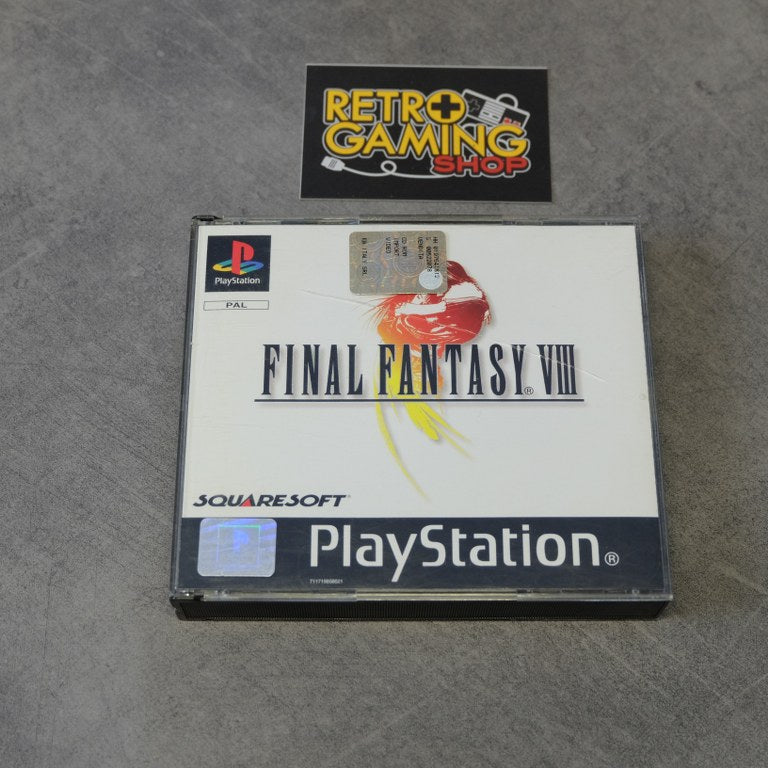 RETRO
GAMING
SHOP
PlayStation
PAL
FINAL FANTASY® VIII
SQUARESOFT®
PlayStation®